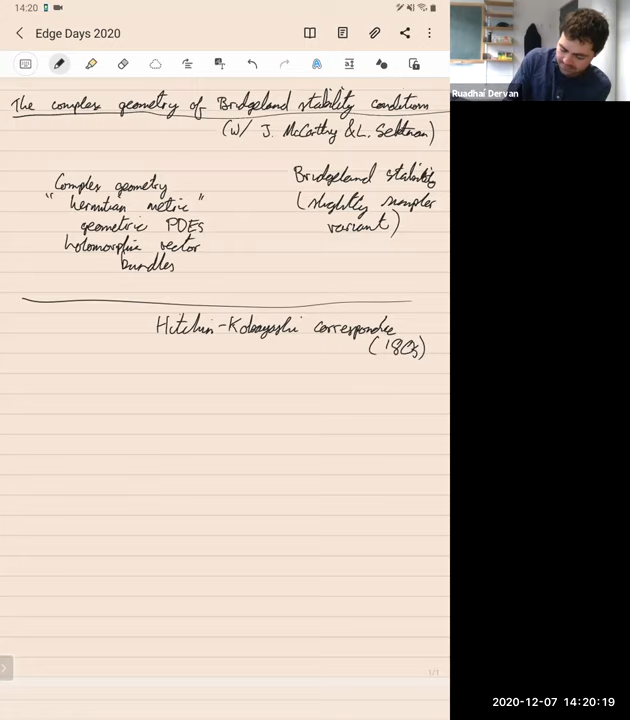 14:20
Edge Days 2020
Ruadhaí Dervan
The complex geometry of Bridgeland stability conditions
(w/ J. McCarthy & L. Sektnan)
Complex geometry
"hermitian metric"
geometric PDEs
holomorphic vector
bundles
Bridgeland stability
(slightly simpler
variant)
Hitchin-Kobayashi correspondence
('80s)
1/1
2020-12-07 14:20:19